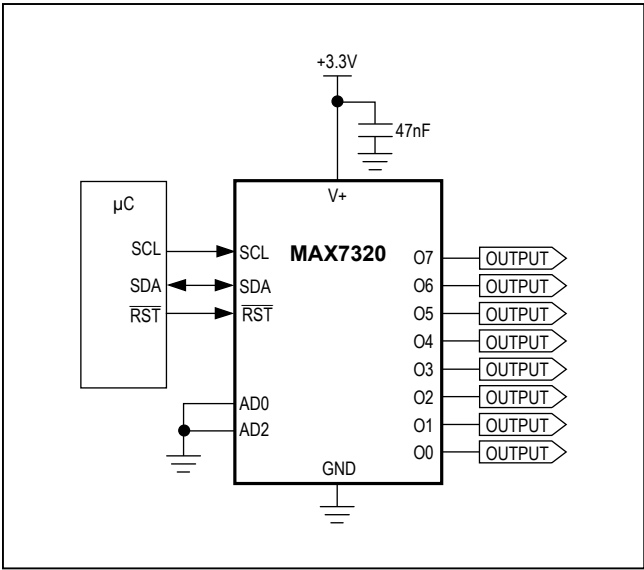 +3.3V
47nF
V+
µC
SCL
SDA
RST
MAX7320
SCL
SDA
RST
AD0
AD2
GND
O7
O6
O5
O4
O3
O2
O1
O0
OUTPUT
OUTPUT
OUTPUT
OUTPUT
OUTPUT
OUTPUT
OUTPUT
OUTPUT